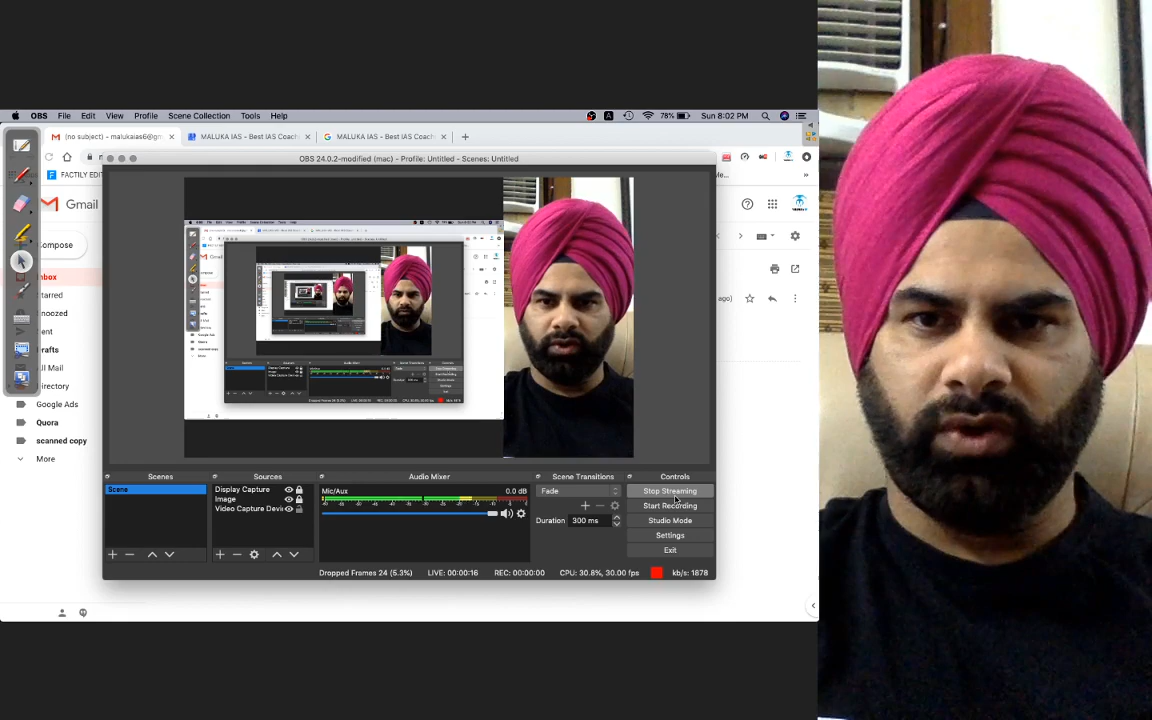 OBS File Edit View Profile Scene Collection Tools Help 78% Sun 8:02 PM
(no subject) - malukaias6@gm MALUKA IAS - Best IAS Coach MALUKA IAS - Best IAS Coach
OBS 24.0.2-modified (mac) - Profile: Untitled - Scenes: Untitled
FACTLY EDIT
Gmail
ompose
Inbox
tarred
noozed
ent
rafts
ll Mail
irectory
Google Ads
Quora
scanned copy
More
ago)
Scenes Sources Audio Mixer Scene Transitions Controls
Scene
Display Capture
Image
Video Capture Devi
Mic/Aux 0.0 dB
Fade
Duration 300 ms
Stop Streaming
Start Recording
Studio Mode
Settings
Exit
Dropped Frames 24 (5.3%) LIVE: 00:00:16 REC: 00:00:00 CPU: 30.8%, 30.00 fps kb/s: 1878